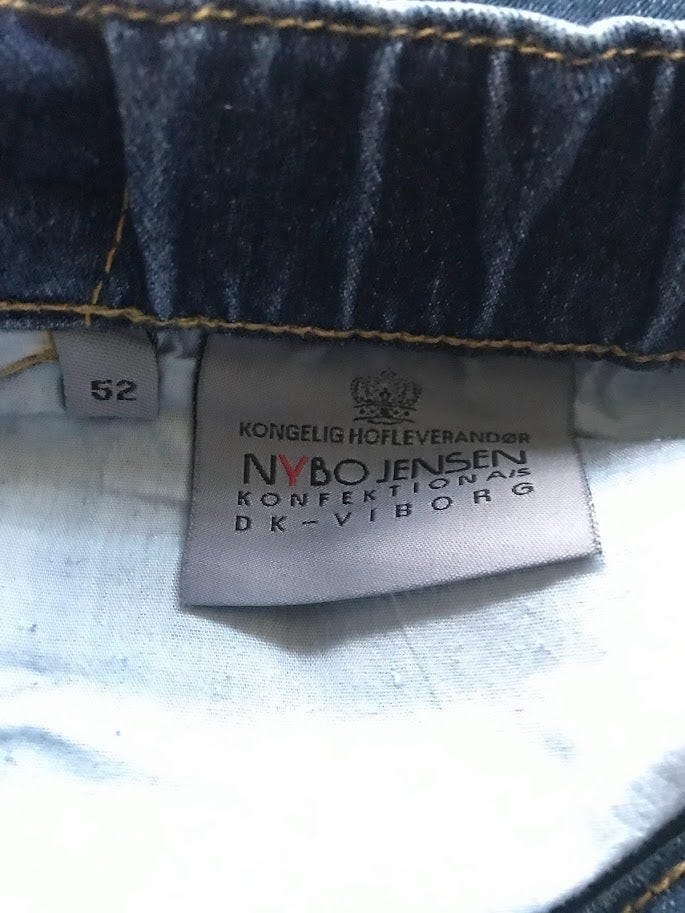 52
KONGELIG HOFLEVERANDØR
NYBO JENSEN
KONFEKTION A/S
DK-VIBORG